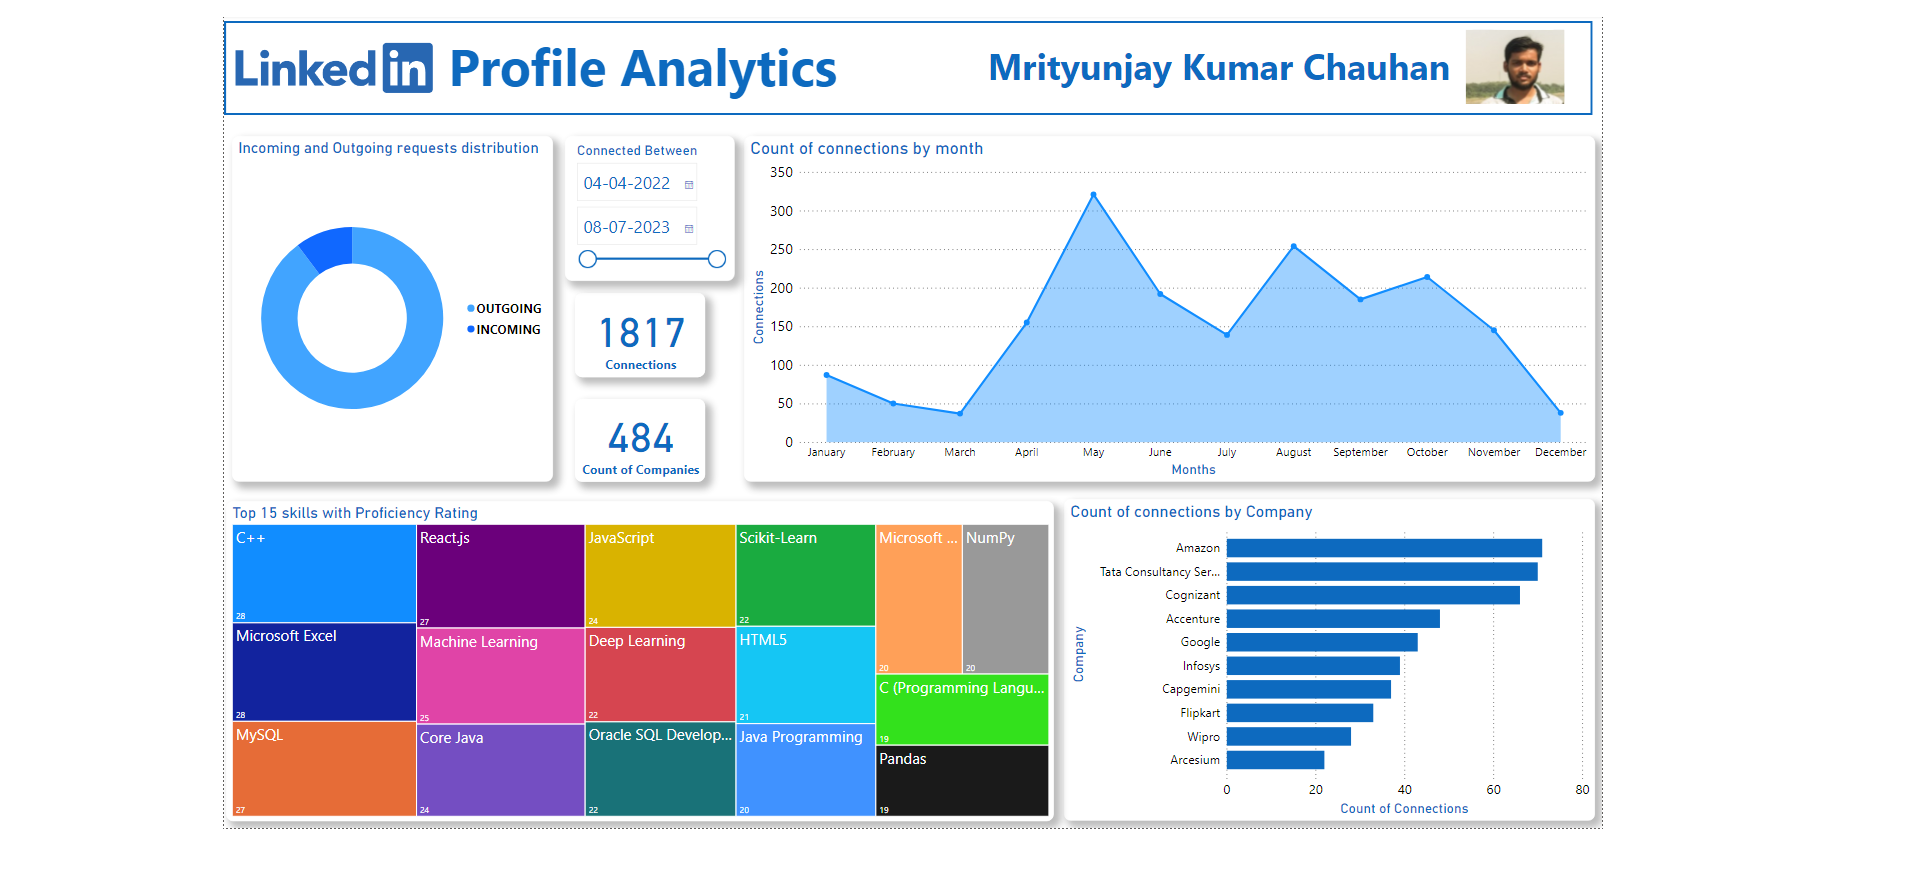 Linked in Profile Analytics
Mrityunjay Kumar Chauhan
Incoming and Outgoing requests distribution
OUTGOING
INCOMING
Connected Between
04-04-2022
08-07-2023
1817
Connections
484
Count of Companies
Count of connections by month
350
300
250
200
150
100
50
0
Connections
January February March April May June July August September October November December
Months
Top 15 skills with Proficiency Rating
C++
28
Microsoft Excel
28
MySQL
27
React.js
27
Machine Learning
25
Core Java
24
JavaScript
24
Deep Learning
22
Oracle SQL Develop...
22
Scikit-Learn
22
HTML5
21
Java Programming
20
Microsoft ...
20
NumPy
20
C (Programming Langu...
19
Pandas
19
Count of connections by Company
Company
Amazon
Tata Consultancy Ser...
Cognizant
Accenture
Google
Infosys
Capgemini
Flipkart
Wipro
Arcesium
0 20 40 60 80
Count of Connections